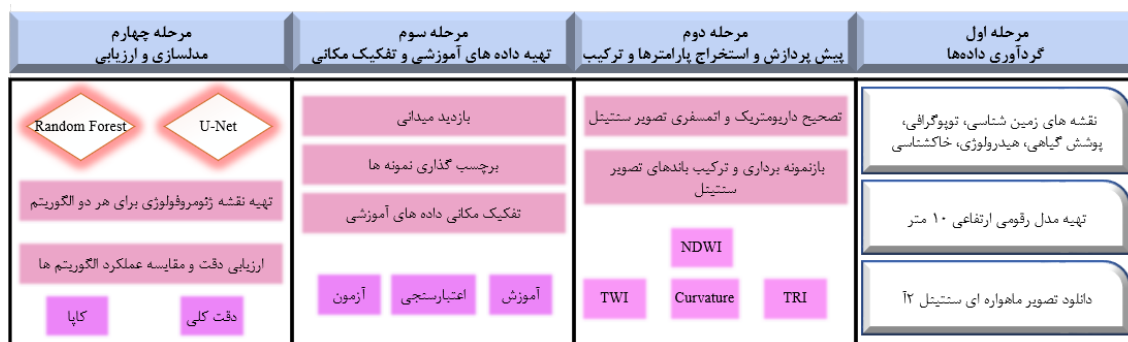 مرحله اول
گردآوری داده‌ها
نقشه های زمین شناسی، توپوگرافی،
پوشش گیاهی، هیدرولوژی، خاکشناسی
تهیه مدل رقومی ارتفاعی ۱۰ متر
دانلود تصویر ماهواره ای سنتینل ۲آ
مرحله دوم
پیش پردازش و استخراج پارامترها و ترکیب
تصحیح داریومتریک و اتمسفری تصویر سنتینل
بازنمونه برداری و ترکیب باندهای تصویر
سنتینل
NDWI
TWI
Curvature
TRI
مرحله سوم
تهیه داده های آموزشی و تفکیک مکانی
بازدید میدانی
برچسب گذاری نمونه ها
تفکیک مکانی داده های آموزشی
آموزش
اعتبارسنجی
آزمون
مرحله چهارم
مدلسازی و ارزیابی
Random Forest
U-Net
تهیه نقشه ژئومروفولوژی برای هر دو الگوریتم
ارزیابی دقت و مقایسه عملکرد الگوریتم ها
دقت کلی
کاپا